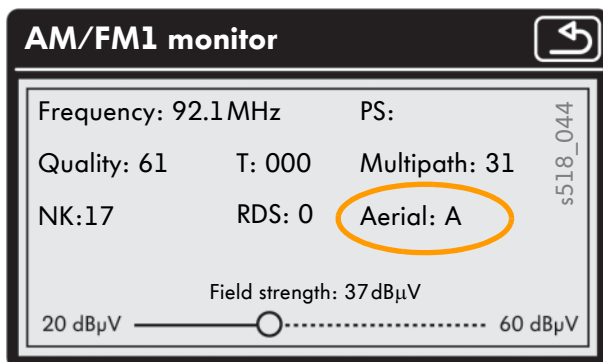 AM/FM1 monitor
Frequency: 92.1MHz PS:
Quality: 61 T: 000 Multipath: 31
NK:17 RDS: 0 Aerial: A
s518_044
Field strength: 37dBµV
20 dBµV 60 dBµV